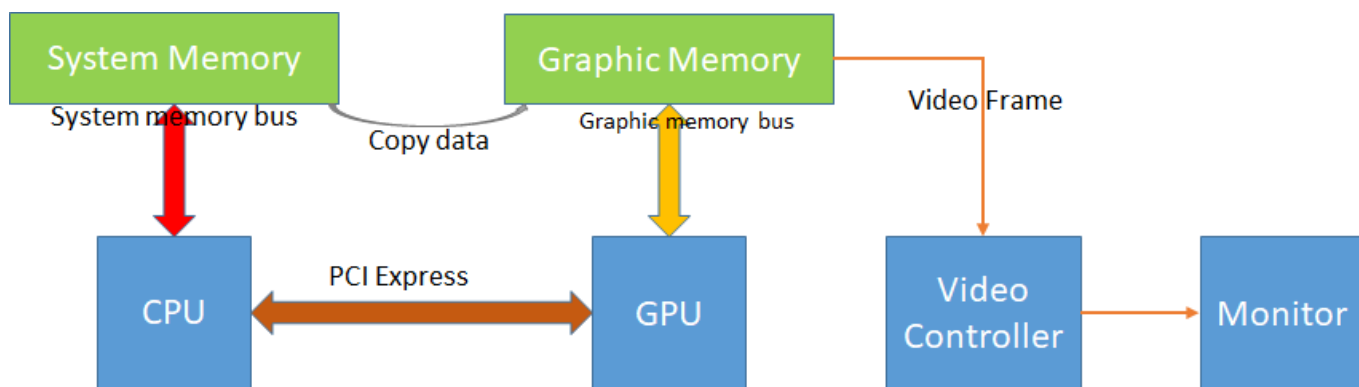 System Memory
Graphic Memory
System memory bus
Copy data
Graphic memory bus
Video Frame
PCI Express
CPU
GPU
Video
Controller
Monitor